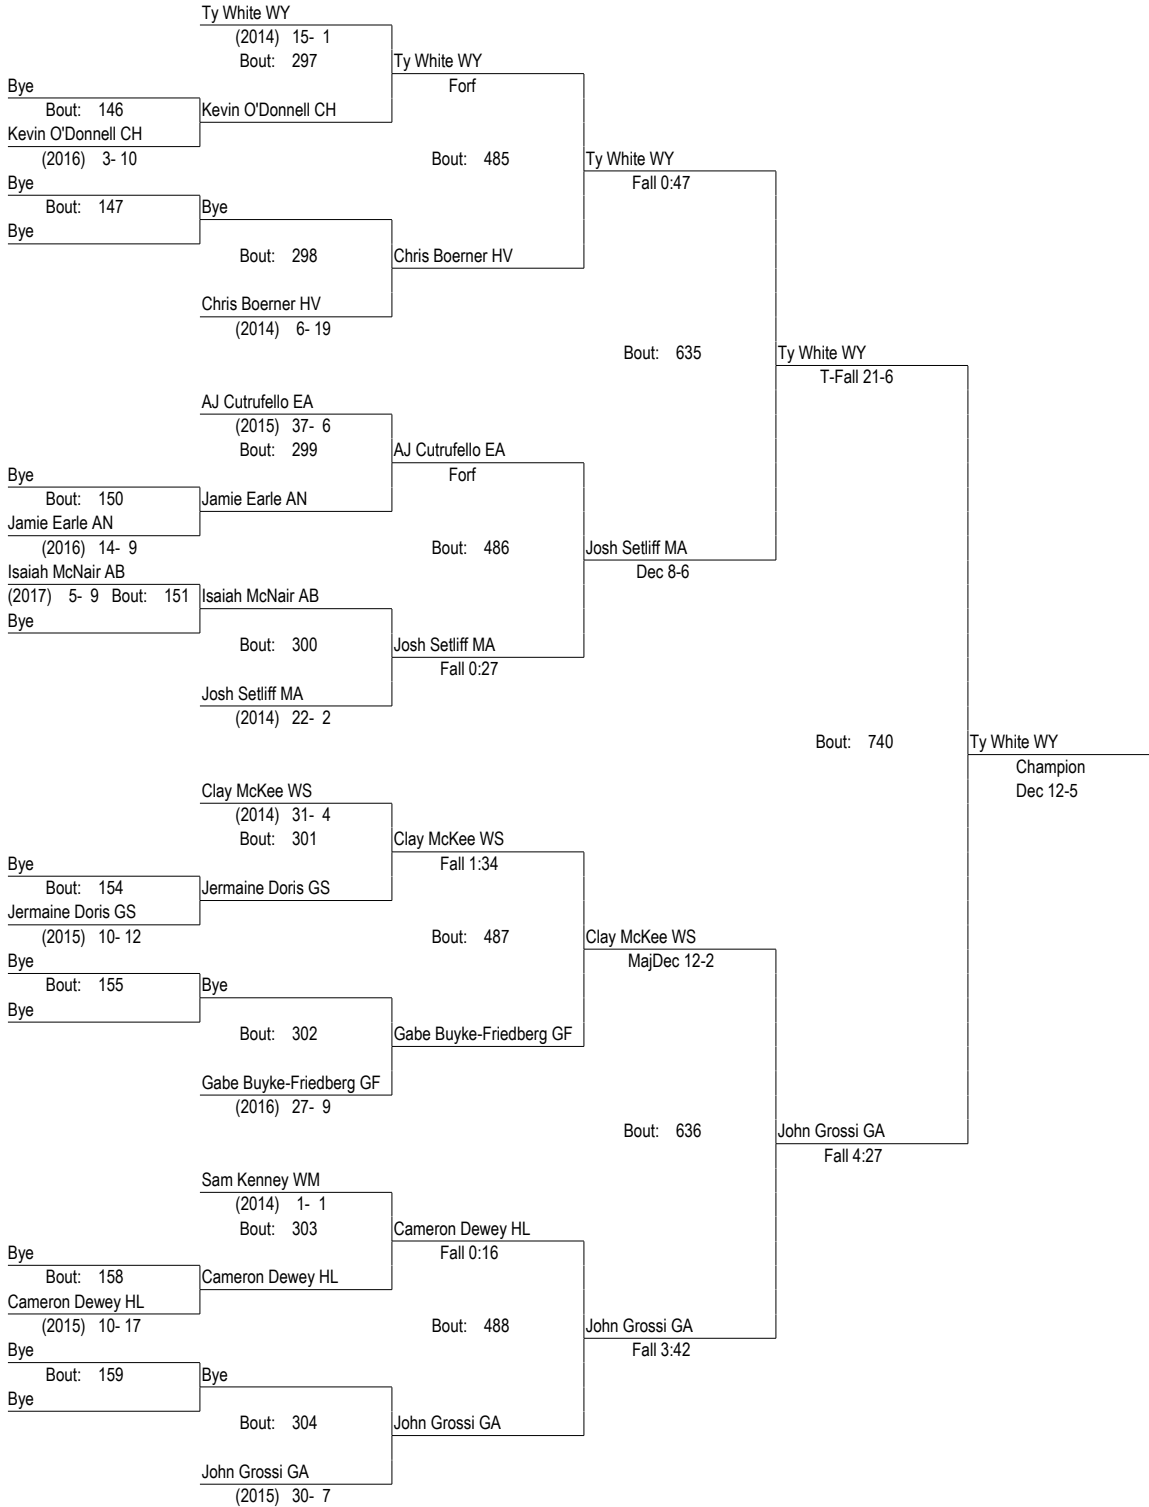 Ty White WY
(2014) 15- 1
Bout: 297
Ty White WY
Forf
Bye
Bout: 146
Kevin O'Donnell CH
Kevin O'Donnell CH
(2016) 3- 10
Bout: 485
Ty White WY
Fall 0:47
Bye
Bout: 147
Bye
Bye
Bout: 298
Chris Boerner HV
Chris Boerner HV
(2014) 6- 19
Bout: 635
Ty White WY
T-Fall 21-6
AJ Cutrufello EA
(2015) 37- 6
Bout: 299
AJ Cutrufello EA
Forf
Bye
Bout: 150
Jamie Earle AN
Jamie Earle AN
(2016) 14- 9
Bout: 486
Josh Setliff MA
Dec 8-6
Isaiah McNair AB
(2017) 5- 9 Bout: 151
Isaiah McNair AB
Bye
Bout: 300
Josh Setliff MA
Fall 0:27
Josh Setliff MA
(2014) 22- 2
Bout: 740
Ty White WY
Champion
Dec 12-5
Clay McKee WS
(2014) 31- 4
Bout: 301
Clay McKee WS
Fall 1:34
Bye
Bout: 154
Jermaine Doris GS
Jermaine Doris GS
(2015) 10- 12
Bout: 487
Clay McKee WS
MajDec 12-2
Bye
Bout: 155
Bye
Bye
Bout: 302
Gabe Buyke-Friedberg GF
Gabe Buyke-Friedberg GF
(2016) 27- 9
Bout: 636
John Grossi GA
Fall 4:27
Sam Kenney WM
(2014) 1- 1
Bout: 303
Cameron Dewey HL
Fall 0:16
Bye
Bout: 158
Cameron Dewey HL
Cameron Dewey HL
(2015) 10- 17
Bout: 488
John Grossi GA
Fall 3:42
Bye
Bout: 159
Bye
Bye
Bout: 304
John Grossi GA
John Grossi GA
(2015) 30- 7